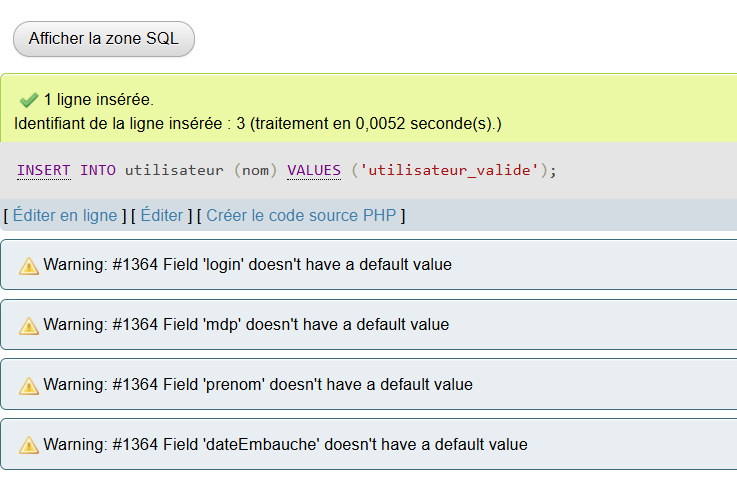 Afficher la zone SQL
1 ligne insérée.
Identifiant de la ligne insérée : 3 (traitement en 0,0052 seconde(s).)
INSERT INTO utilisateur (nom) VALUES ('utilisateur_valide');
[ Éditer en ligne ] [ Éditer ] [ Créer le code source PHP ]
Warning: #1364 Field 'login' doesn't have a default value
Warning: #1364 Field 'mdp' doesn't have a default value
Warning: #1364 Field 'prenom' doesn't have a default value
Warning: #1364 Field 'dateEmbauche' doesn't have a default value